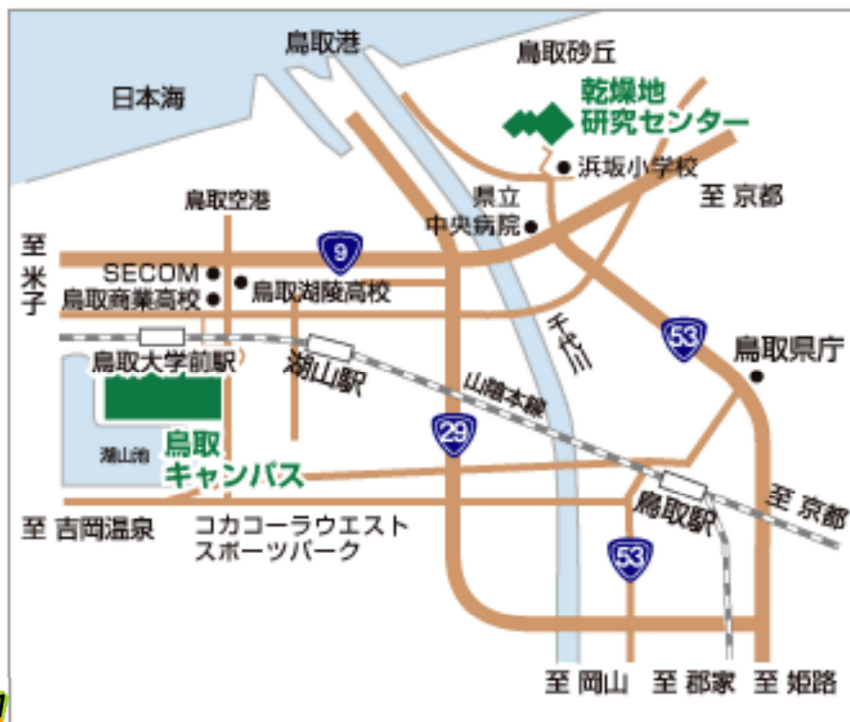 鳥取港
鳥取砂丘
日本海
乾燥地
研究センター
浜坂小学校
鳥取空港
県立
中央病院
至 京都
至 米子
9
SECOM
鳥取湖陵高校
鳥取商業高校
千代川
53
鳥取大学前駅
湖山駅
鳥取県庁
山陰本線
29
鳥取
キャンパス
湖山池
鳥取駅
至 京都
至 吉岡温泉
コカコーラウエスト
スポーツパーク
53
至 岡山
至 郡家
至 姫路